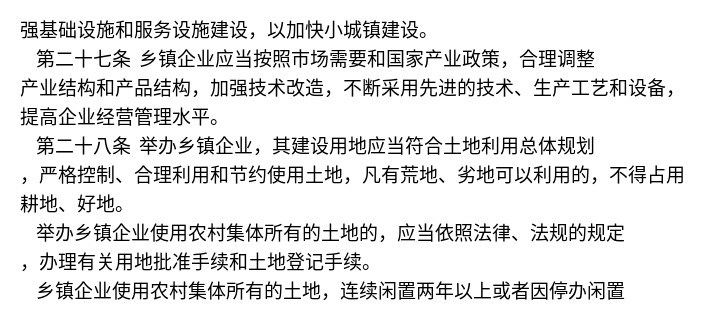 强基础设施和服务设施建设，以加快小城镇建设。
第二十七条 乡镇企业应当按照市场需要和国家产业政策，合理调整
产业结构和产品结构，加强技术改造，不断采用先进的技术、生产工艺和设备，
提高企业经营管理水平。
第二十八条 举办乡镇企业，其建设用地应当符合土地利用总体规划
，严格控制、合理利用和节约使用土地，凡有荒地、劣地可以利用的，不得占用
耕地、好地。
举办乡镇企业使用农村集体所有的土地的，应当依照法律、法规的规定
，办理有关用地批准手续和土地登记手续。
乡镇企业使用农村集体所有的土地，连续闲置两年以上或者因停办闲置